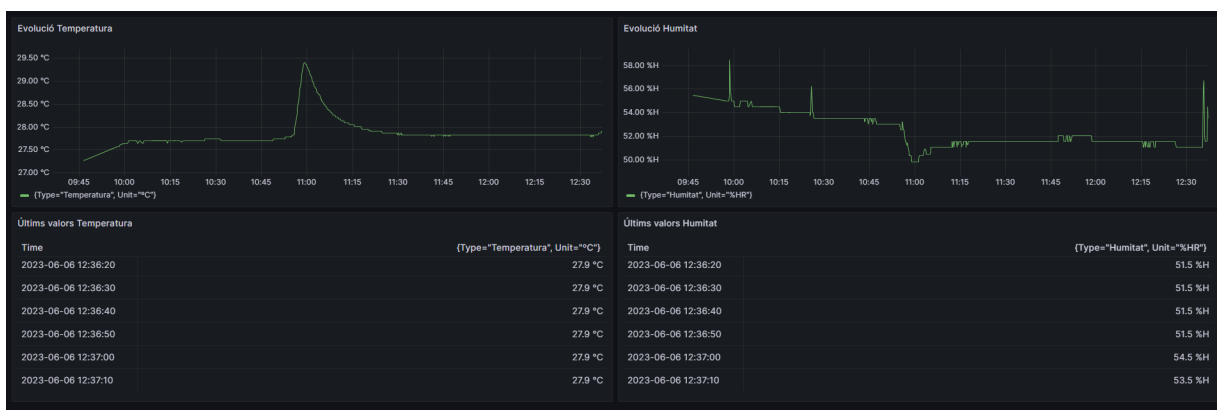 Evolució Temperatura
29.50 °C
29.00 °C
28.50 °C
28.00 °C
27.50 °C
27.00 °C
09:45 10:00 10:15 10:30 10:45 11:00 11:15 11:30 11:45 12:00 12:15 12:30
{Type="Temperatura", Unit="ºC"}
Evolució Humitat
58.00 %H
56.00 %H
54.00 %H
52.00 %H
50.00 %H
09:45 10:00 10:15 10:30 10:45 11:00 11:15 11:30 11:45 12:00 12:15 12:30
{Type="Humitat", Unit="%HR"}
Últims valors Temperatura
Time {Type="Temperatura", Unit="ºC"}
2023-06-06 12:36:20 27.9 °C
2023-06-06 12:36:30 27.9 °C
2023-06-06 12:36:40 27.9 °C
2023-06-06 12:36:50 27.9 °C
2023-06-06 12:37:00 27.9 °C
2023-06-06 12:37:10 27.9 °C
Últims valors Humitat
Time {Type="Humitat", Unit="%HR"}
2023-06-06 12:36:20 51.5 %H
2023-06-06 12:36:30 51.5 %H
2023-06-06 12:36:40 51.5 %H
2023-06-06 12:36:50 51.5 %H
2023-06-06 12:37:00 54.5 %H
2023-06-06 12:37:10 53.5 %H